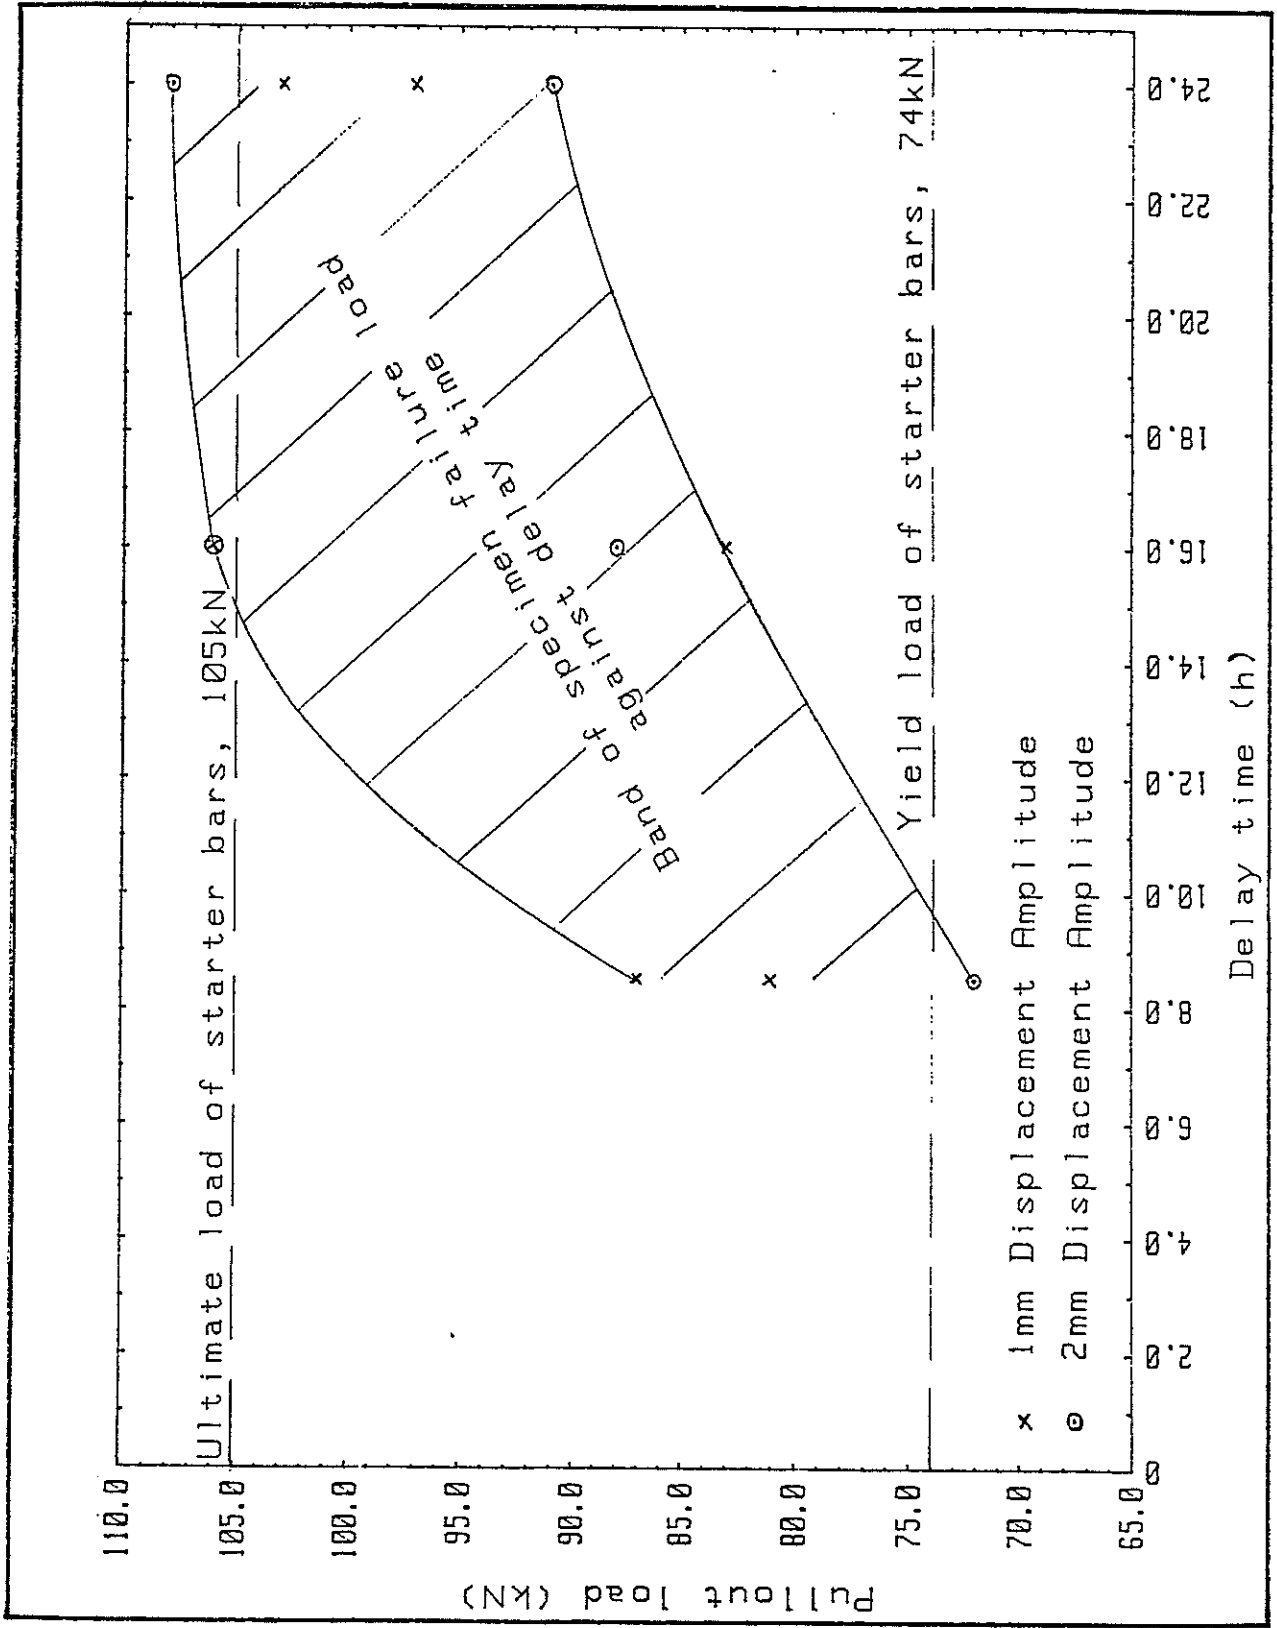 Pullout load (kN)
110.0
105.0
100.0
95.0
90.0
85.0
80.0
75.0
70.0
65.0
Ultimate load of starter bars, 105kN
Band of specimen failure load
against delay time
Yield load of starter bars, 74kN
x 1mm Displacement Amplitude
⊙ 2mm Displacement Amplitude
0
2.0
4.0
6.0
8.0
10.0
12.0
14.0
16.0
18.0
20.0
22.0
24.0
Delay time (h)